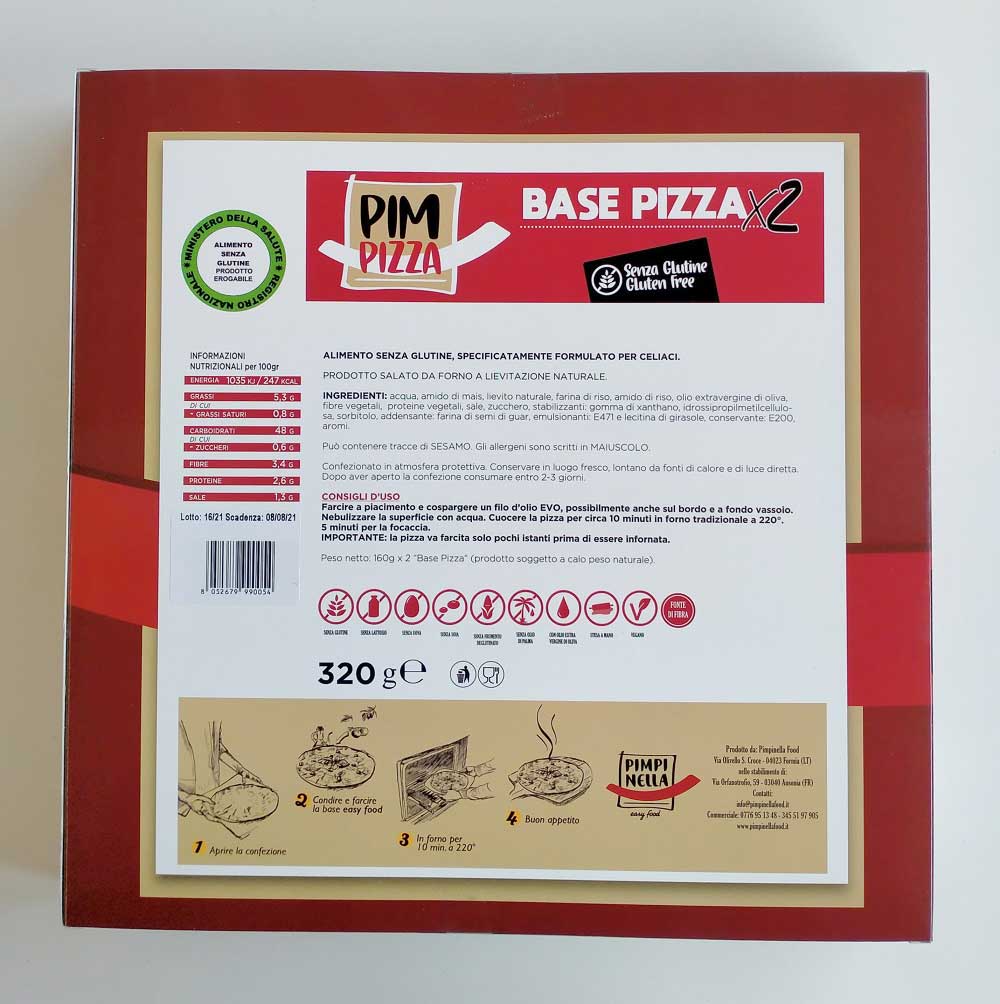 PIM
PIZZA
BASE PIZZA x2
Senza Glutine
Gluten Free
MINISTERO DELLA SALUTE * REGISTRO NAZIONALE *
ALIMENTO
SENZA
GLUTINE
PRODOTTO
EROGABILE
INFORMAZIONI
NUTRIZIONALI per 100gr
ENERGIA 1035 KJ / 247 KCAL
GRASSI 5,3 G
DI CUI
- GRASSI SATURI 0,8 G
CARBOIDRATI 48 G
DI CUI
- ZUCCHERI 0,6 G
FIBRE 3,4 G
PROTEINE 2,6 G
SALE 1,3 G
Lotto: 16/21 Scadenza: 08/08/21
8 052679 990054
ALIMENTO SENZA GLUTINE, SPECIFICATAMENTE FORMULATO PER CELIACI.
PRODOTTO SALATO DA FORNO A LIEVITAZIONE NATURALE.
INGREDIENTI: acqua, amido di mais, lievito naturale, farina di riso, amido di riso, olio extravergine di oliva,
fibre vegetali, proteine vegetali, sale, zucchero, stabilizzanti: gomma di xanthano, idrossipropilmetilcellulo-
sa, sorbitolo, addensante: farina di semi di guar, emulsionanti: E471 e lecitina di girasole, conservante: E200,
aromi.
Può contenere tracce di SESAMO. Gli allergeni sono scritti in MAIUSCOLO.
Confezionato in atmosfera protettiva. Conservare in luogo fresco, lontano da fonti di calore e di luce diretta.
Dopo aver aperto la confezione consumare entro 2-3 giorni.
CONSIGLI D'USO
Farcire a piacimento e cospargere un filo d'olio EVO, possibilmente anche sul bordo e a fondo vassoio.
Nebulizzare la superficie con acqua. Cuocere la pizza per circa 10 minuti in forno tradizionale a 220°.
5 minuti per la focaccia.
IMPORTANTE: la pizza va farcita solo pochi istanti prima di essere infornata.
Peso netto: 160g x 2 "Base Pizza" (prodotto soggetto a calo peso naturale).
SENZA GLUTINE
SENZA LATTOSIO
SENZA UOVA
SENZA SOIA
SENZA FRUMENTO
DEGLUTINATO
SENZA OLIO
DI PALMA
CON OLIO EXTRA
VERGINE DI OLIVA
STESA A MANO
VEGANO
FONTE
DI FIBRA
320 g e
1 Aprire la confezione
2 Condire e farcire
la base easy food
3 In forno per
10 min. a 220°
4 Buon appetito
PIMPI
NELLA
easy food
Prodotto da: Pimpinella Food
Via Olivello S. Croce - 04023 Formia (LT)
nello stabilimento di:
Via Orfanotrofio, 59 - 03040 Ausonia (FR)
Contatti:
info@pimpinellafood.it
Commerciale: 0776 95 13 48 - 345 51 97 905
www.pimpinellafood.it